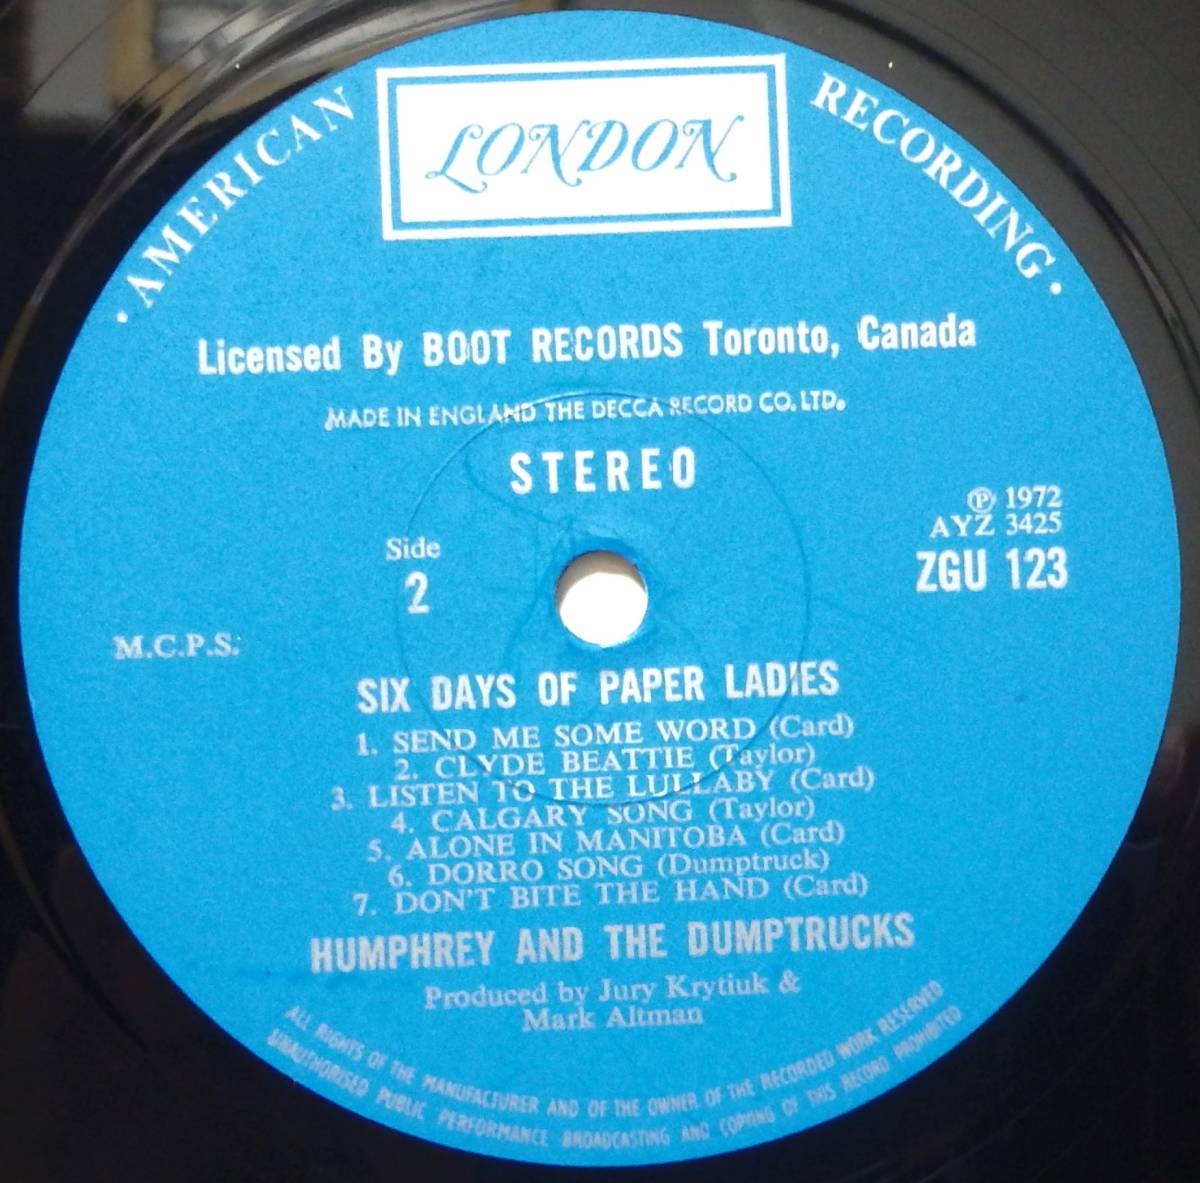 · AMERICAN RECORDING ·
LONDON
Licensed By BOOT RECORDS Toronto, Canada
MADE IN ENGLAND THE DECCA RECORD CO. LTD.
STEREO
℗ 1972
AYZ 3425
ZGU 123
Side
2
M.C.P.S.
SIX DAYS OF PAPER LADIES
1. SEND ME SOME WORD (Card)
2. CLYDE BEATTIE (Taylor)
3. LISTEN TO THE LULLABY (Card)
4. CALGARY SONG (Taylor)
5. ALONE IN MANITOBA (Card)
6. DORRO SONG (Dumptruck)
7. DON'T BITE THE HAND (Card)
HUMPHREY AND THE DUMPTRUCKS
Produced by Jury Krytiuk &
Mark Altman
ALL RIGHTS OF THE MANUFACTURER AND OF THE OWNER OF THE RECORDED WORK RESERVED
UNAUTHORISED PUBLIC PERFORMANCE BROADCASTING AND COPYING OF THIS RECORD PROHIBITED